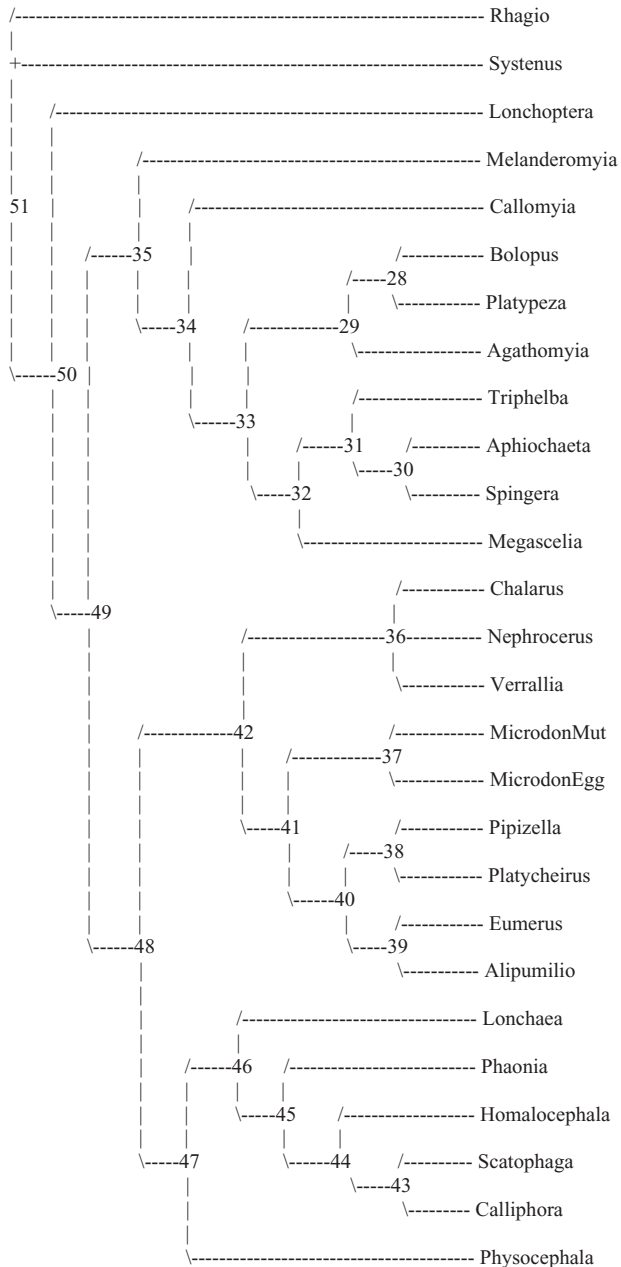 /------------------------------------------------------- Rhagio
|
+------------------------------------------------------- Systenus
|
| /-------------------------------------------------- Lonchoptera
| |
| | /--------------------------------------- Melanderomyia
| | |
51 | | /---------------------------------- Callomyia
| | | |
| | /------35 | /----------- Bolopus
| | | | | /-----28
| | | | | | \----------- Platypeza
| | | \-----34 /--------------29
| | | | | \---------------- Agathomyia
\------50 | | |
| | | | /---------------- Triphelba
| | \------33 |
| | | /-----31 /--------- Aphiochaeta
| | | | \-----30
| | \-----32 \--------- Spingera
| | |
| | \---------------------- Megascelia
| |
| | /----------- Chalarus
\-----49 |
| /------------------36----------- Nephrocerus
| | |
| | \----------- Verrallia
| |
| /------------42 /----------- MicrodonMut
| | | /------------37
| | | | \----------- MicrodonEgg
| | | |
| | \-----41 /----------- Pipizella
| | | /-----38
| | | | \----------- Platycheirus
| | \------40
| | | /----------- Eumerus
\------48 \-----39
| \----------- Alipumilio
|
| /---------------------------- Lonchaea
| |
| /------46 /----------------------- Phaonia
| | | |
| | \-----45 /---------------- Homalocephala
| | | |
\-----47 \------44 /--------- Scatophaga
| \-----43
| \--------- Calliphora
|
\---------------------------------- Physocephala